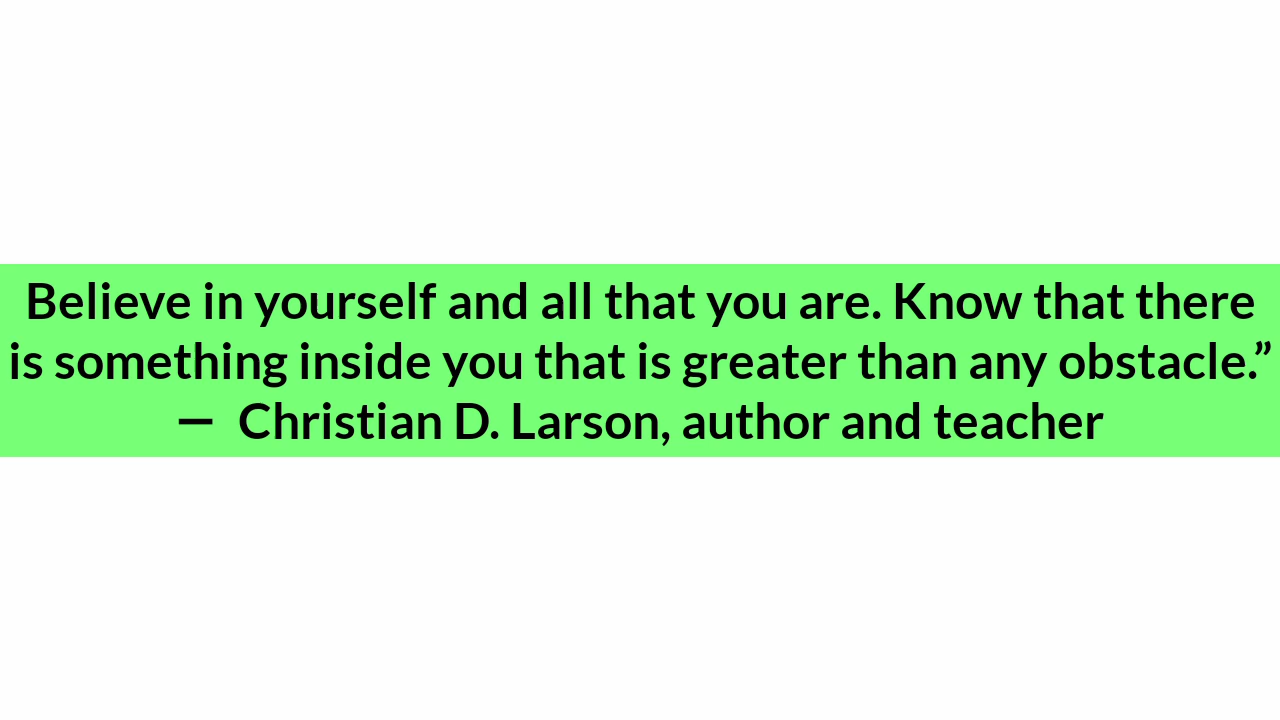 Believe in yourself and all that you are. Know that there
is something inside you that is greater than any obstacle.”
—  Christian D. Larson, author and teacher